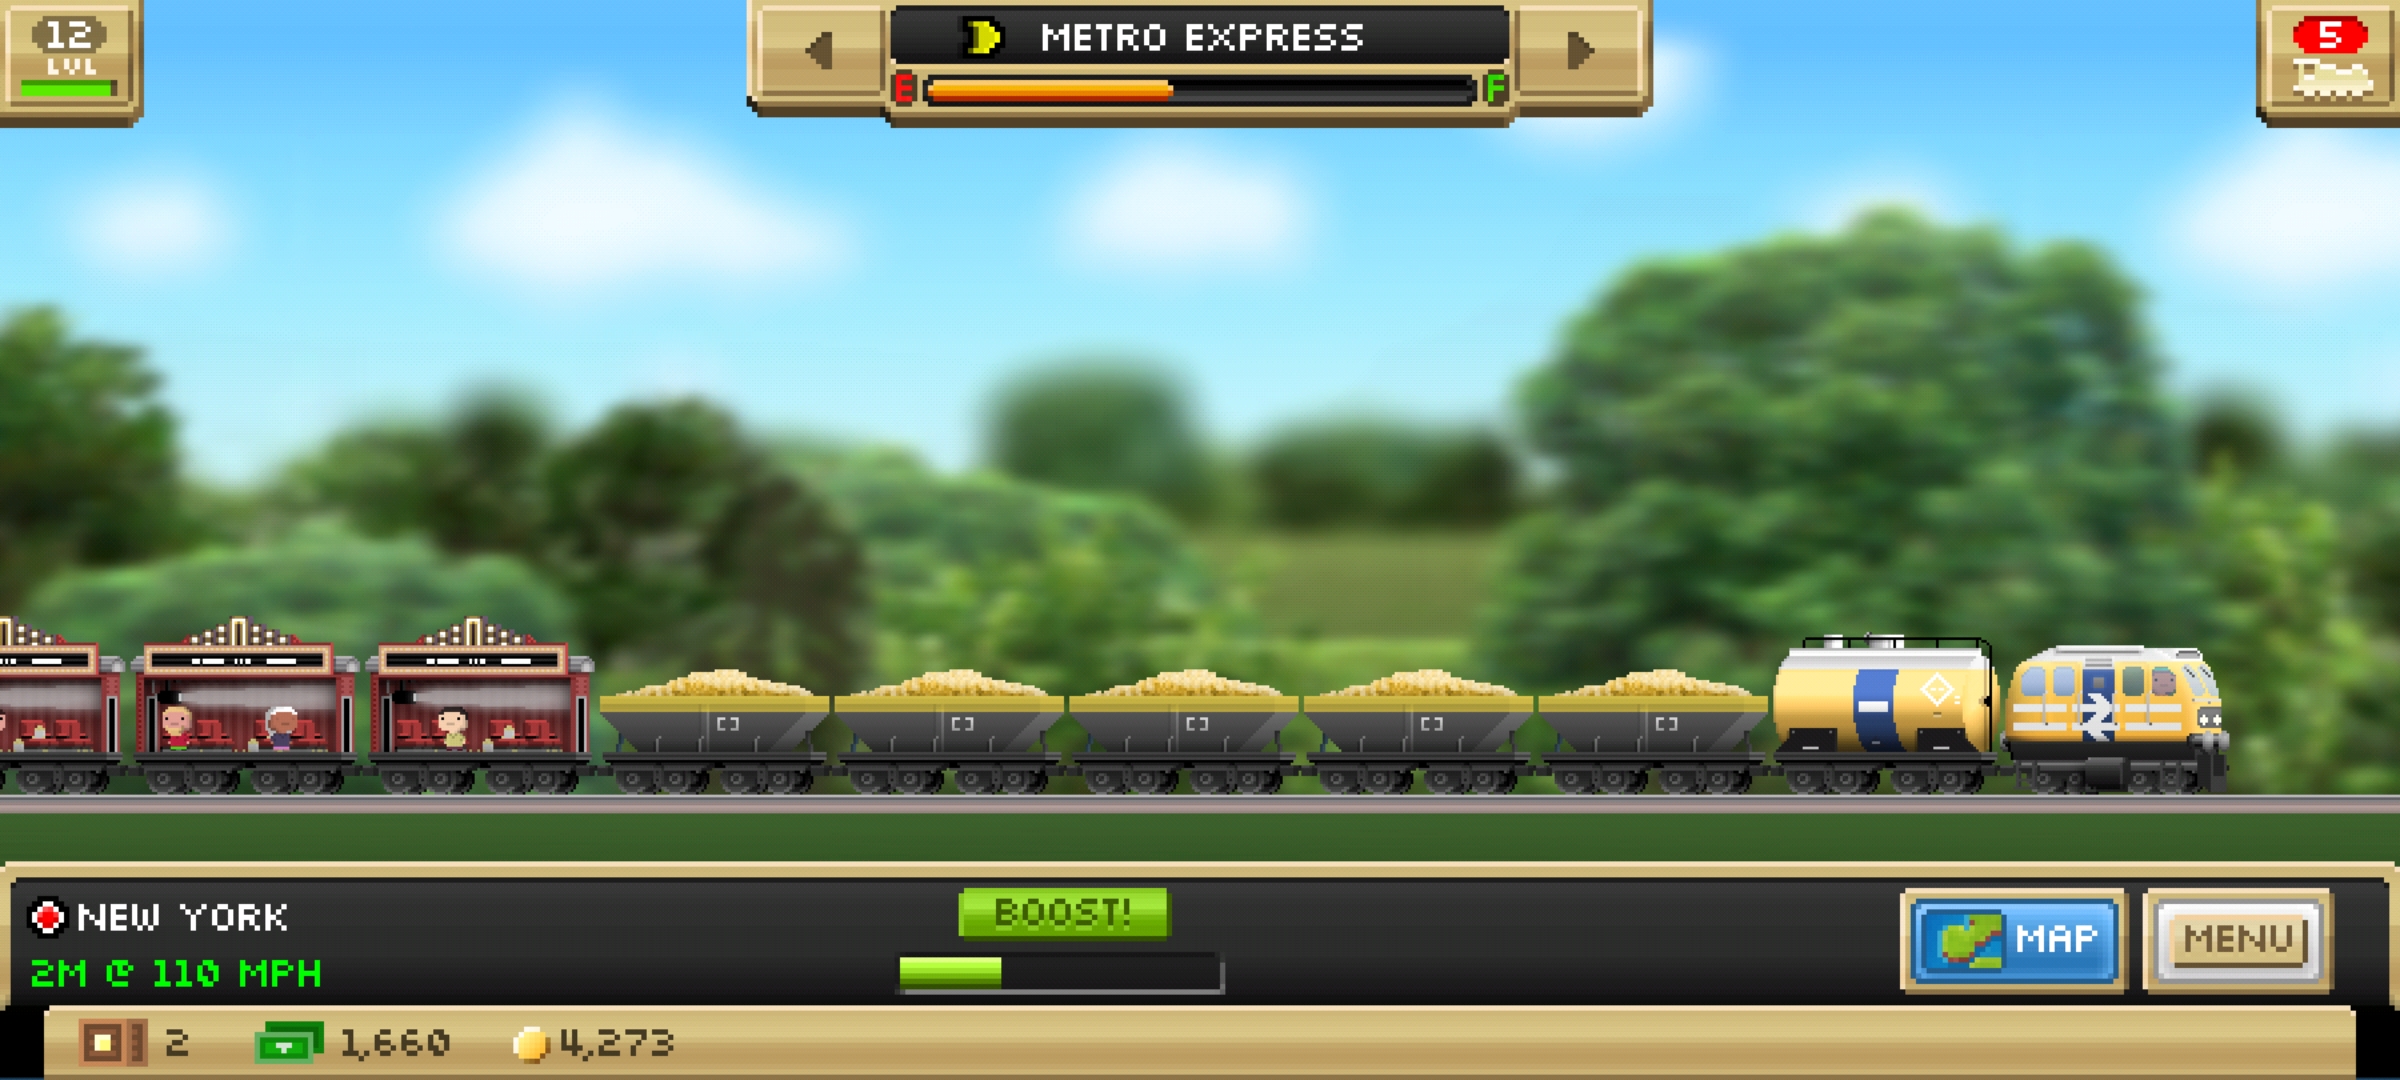 12
LVL
METRO EXPRESS
E F
5
NEW YORK
2M @ 110 MPH
BOOST!
MAP
MENU
2
1,660
4,273